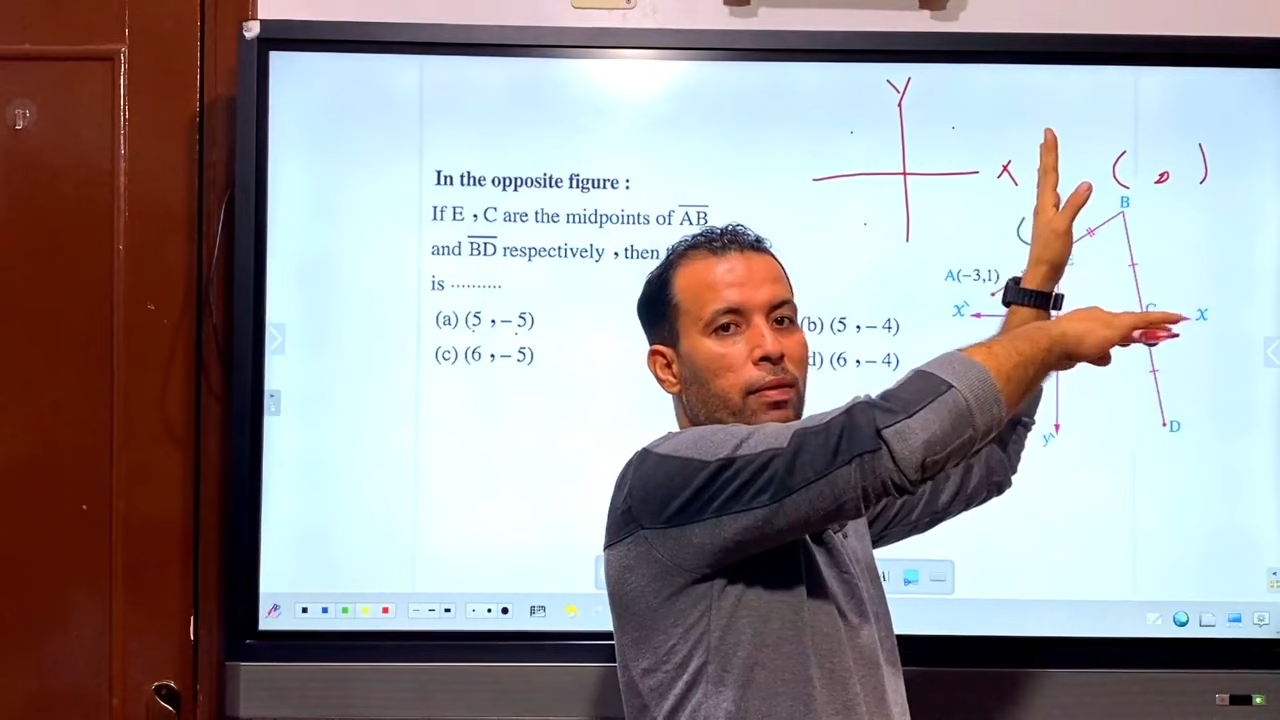 In the opposite figure :
If E , C are the midpoints of AB
and BD respectively , then
is ..........
(a) (5 , – 5)
(b) (5 , – 4)
(c) (6 , – 5)
d) (6 , – 4)
Y
X ( , )
(
B
A(–3,1)
C
x` x
y`
D